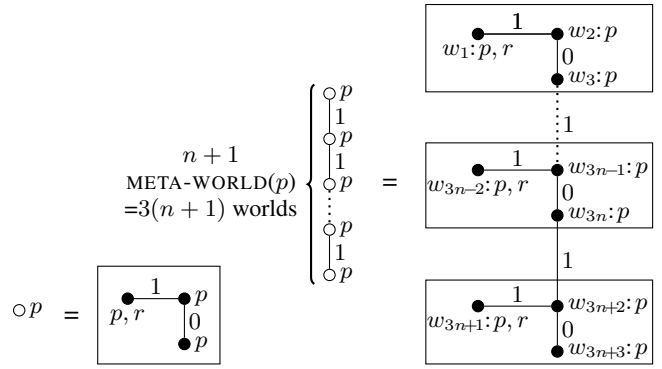 n + 1
META-WORLD(p)
=3(n + 1) worlds
p
1
p
1
p
p
1
p
=
1
w₁: p, r
w₂: p
0
w₃: p
1
1
w₃ₙ₋₂: p, r
w₃ₙ₋₁: p
0
w₃ₙ: p
1
1
w₃ₙ₊₁: p, r
w₃ₙ₊₂: p
0
w₃ₙ₊₃: p
p =
1
p, r
p
0
p